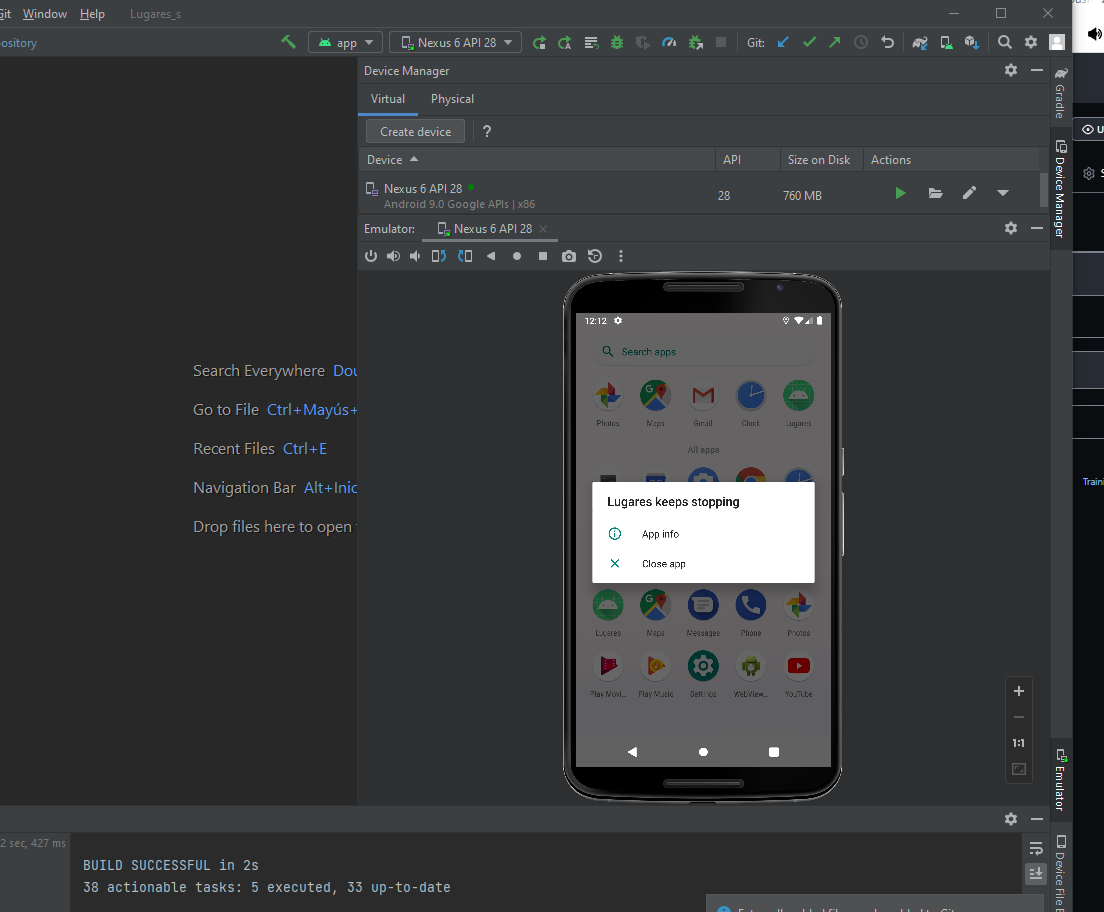 Git Window Help Lugares_s
ository
app Nexus 6 API 28 Git:
Device Manager
Virtual Physical
Create device ?
Device API Size on Disk Actions
Nexus 6 API 28 28 760 MB
Android 9.0 Google APIs | x86
Emulator: Nexus 6 API 28
12:12
Search apps
Photos Maps Gmail Clock Lugares
All apps
Lugares keeps stopping
App info
Close app
Lugares Maps Messages Phone Photos
Play Movi... Play Music Settings WebView... YouTube
Search Everywhere Dou
Go to File Ctrl+Mayús+
Recent Files Ctrl+E
Navigation Bar Alt+Inic
Drop files here to open
1:1
Gradle
Device Manager
Emulator
Device File E
Traini
2 sec, 427 ms
BUILD SUCCESSFUL in 2s
38 actionable tasks: 5 executed, 33 up-to-date